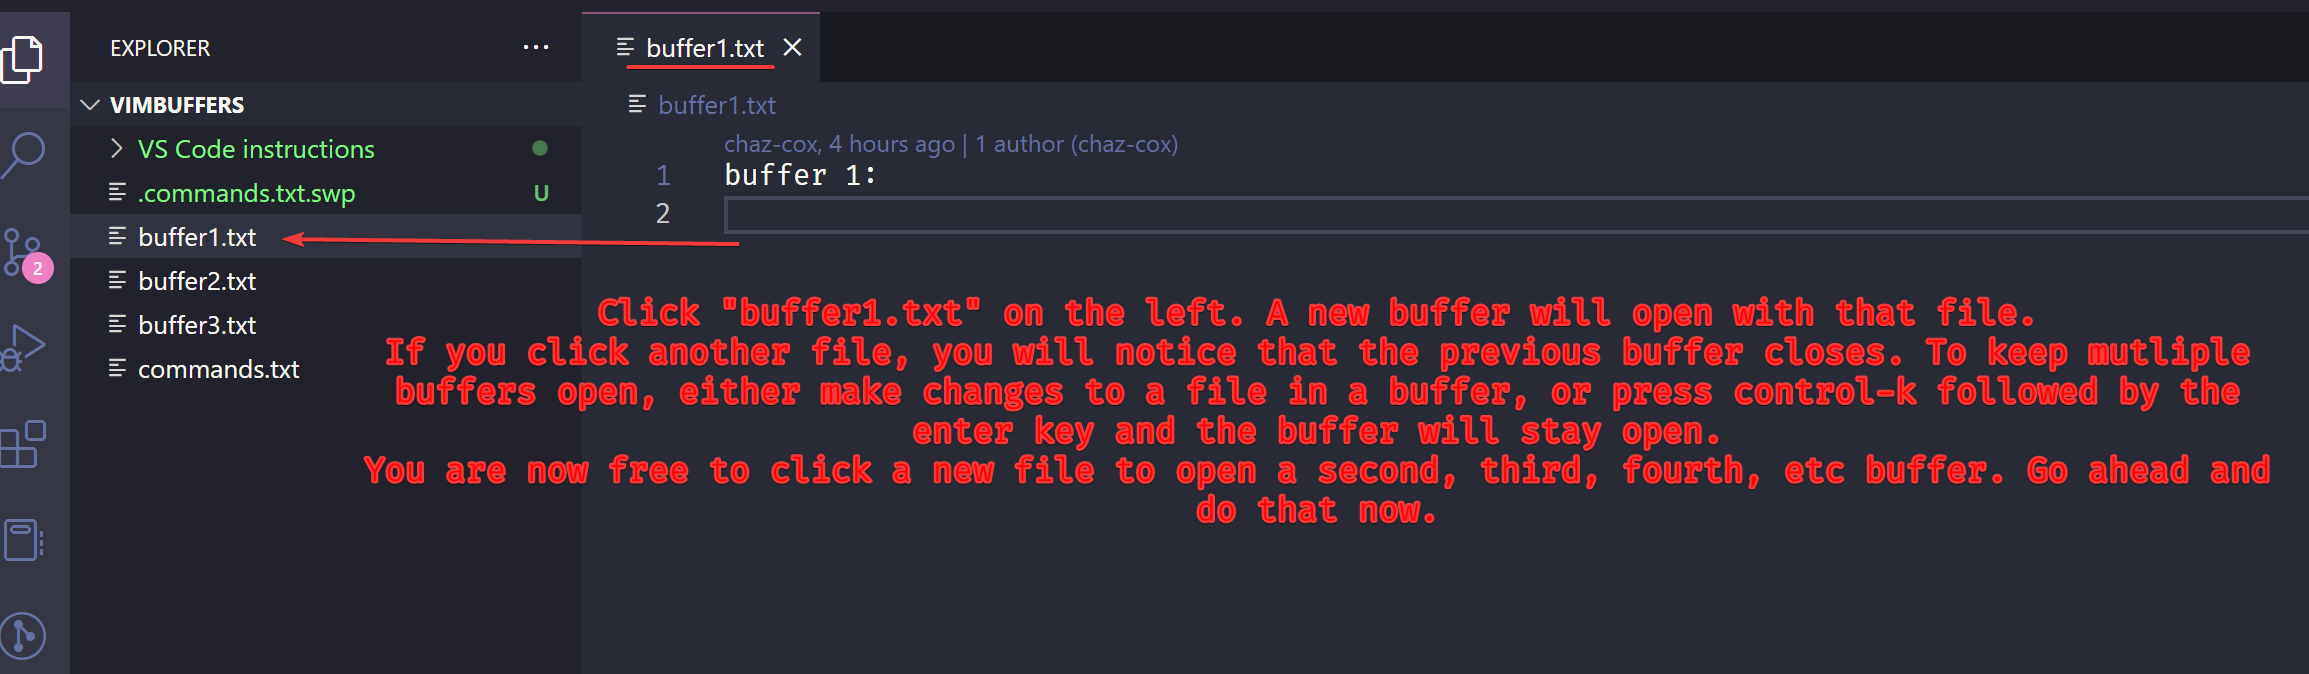 EXPLORER ...
buffer1.txt
VIMBUFFERS
buffer1.txt
VS Code instructions
chaz-cox, 4 hours ago | 1 author (chaz-cox)
1 buffer 1:
.commands.txt.swp U
2
buffer1.txt
2
buffer2.txt
buffer3.txt
commands.txt
Click "buffer1.txt" on the left. A new buffer will open with that file.
If you click another file, you will notice that the previous buffer closes. To keep mutliple
buffers open, either make changes to a file in a buffer, or press control-k followed by the
enter key and the buffer will stay open.
You are now free to click a new file to open a second, third, fourth, etc buffer. Go ahead and
do that now.